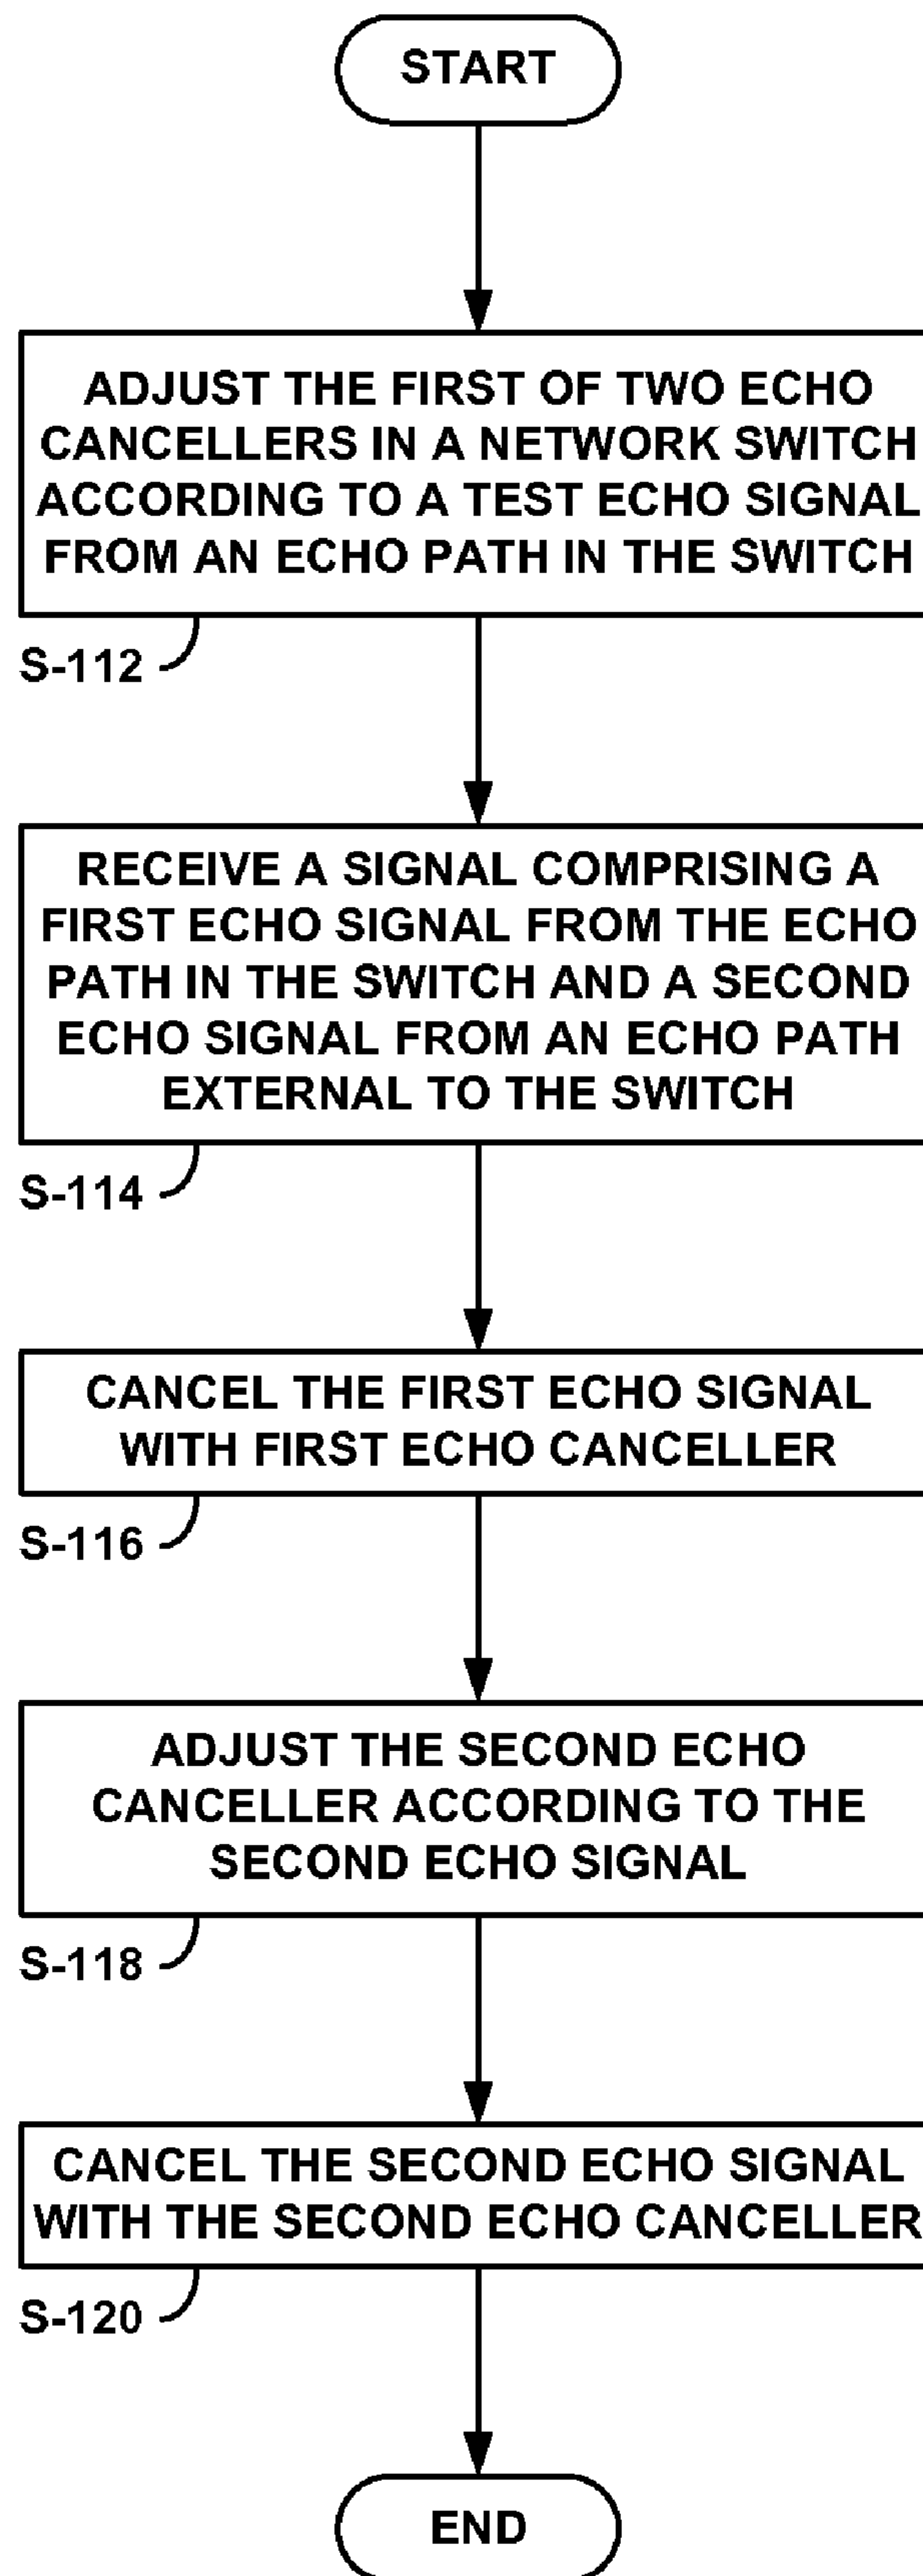 START
ADJUST THE FIRST OF TWO ECHO
CANCELLERS IN A NETWORK SWITCH
ACCORDING TO A TEST ECHO SIGNAL
FROM AN ECHO PATH IN THE SWITCH
S-112
RECEIVE A SIGNAL COMPRISING A
FIRST ECHO SIGNAL FROM THE ECHO
PATH IN THE SWITCH AND A SECOND
ECHO SIGNAL FROM AN ECHO PATH
EXTERNAL TO THE SWITCH
S-114
CANCEL THE FIRST ECHO SIGNAL
WITH FIRST ECHO CANCELLER
S-116
ADJUST THE SECOND ECHO
CANCELLER ACCORDING TO THE
SECOND ECHO SIGNAL
S-118
CANCEL THE SECOND ECHO SIGNAL
WITH THE SECOND ECHO CANCELLER
S-120
END